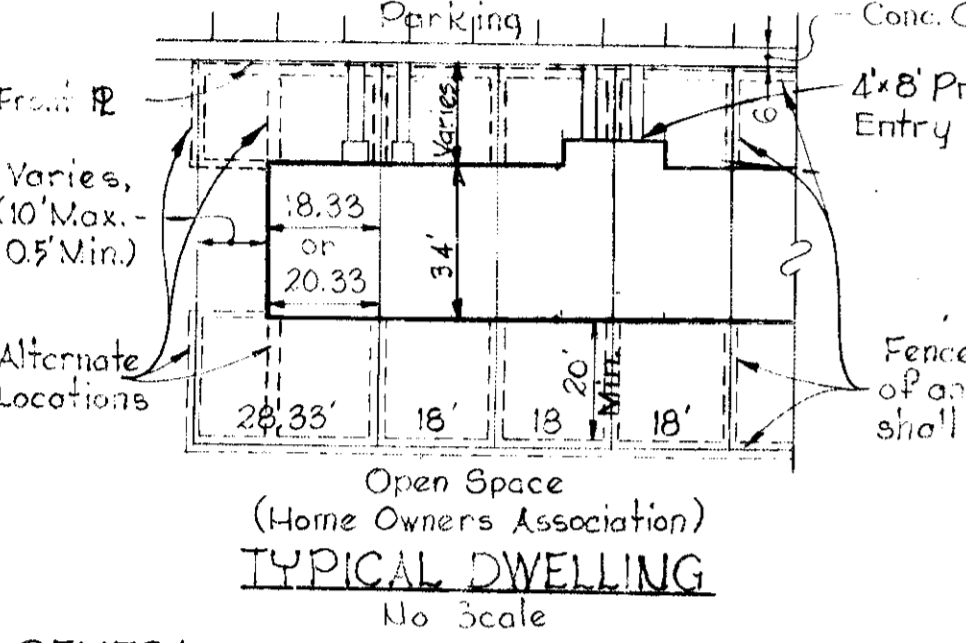 Parking
Conc. C
Front PL
4'x8' Pr
Entry
Varies
6
Varies,
(10' Max. -
0.5' Min.)
18.33
or
20.33
34'
Alternate
Locations
20'
Min.
Fence
of an
shall
28.33' 18' 18 18'
Open Space
(Home Owners Association)
TYPICAL DWELLING
No Scale